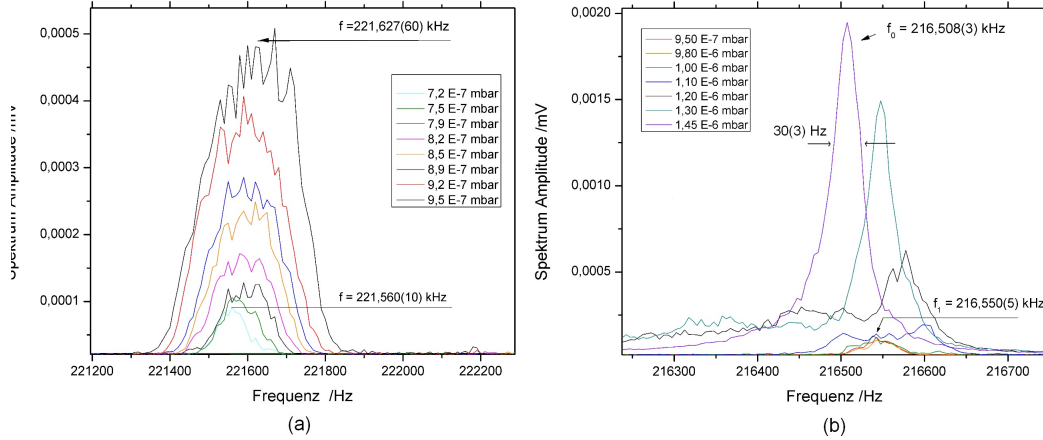 0,0005
0,0004
0,0003
0,0002
0,0001
Amplitude
f =221,627(60) kHz
7,2 E-7 mbar
7,5 E-7 mbar
7,9 E-7 mbar
8,2 E-7 mbar
8,5 E-7 mbar
8,9 E-7 mbar
9,2 E-7 mbar
9,5 E-7 mbar
f = 221,560(10) kHz
221200 221400 221600 221800 222000 222200
Frequenz /Hz
(a)
(b)
0,0020
0,0015
0,0010
0,0005
Spektrum Amplitude /mV
9,50 E-7 mbar
9,80 E-6 mbar
1,00 E-6 mbar
1,10 E-6 mbar
1,20 E-6 mbar
1,30 E-6 mbar
1,45 E-6 mbar
f₀ = 216,508(3) kHz
30(3) Hz
f₁ = 216,550(5) kHz
216300 216400 216500 216600 216700
Frequenz /Hz
(b)